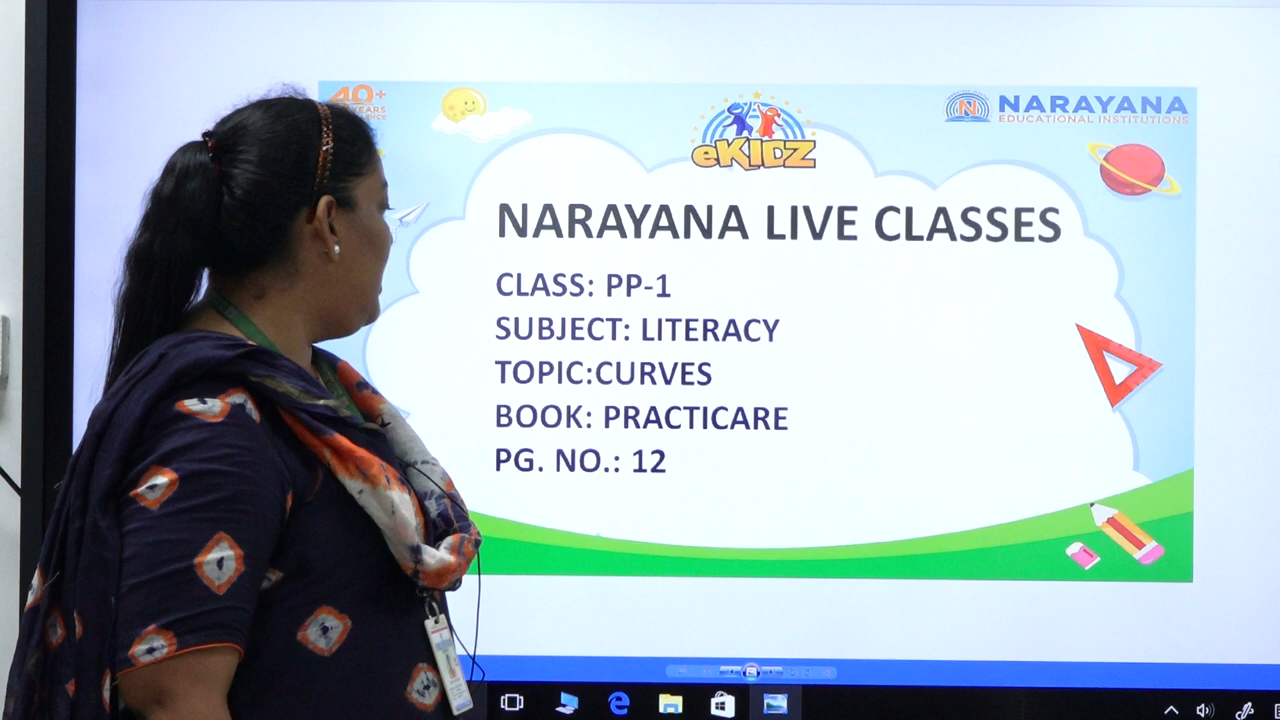 40+
YEARS
eKIDZ
NARAYANA
EDUCATIONAL INSTITUTIONS
NARAYANA LIVE CLASSES
CLASS: PP-1
SUBJECT: LITERACY
TOPIC:CURVES
BOOK: PRACTICARE
PG. NO.: 12